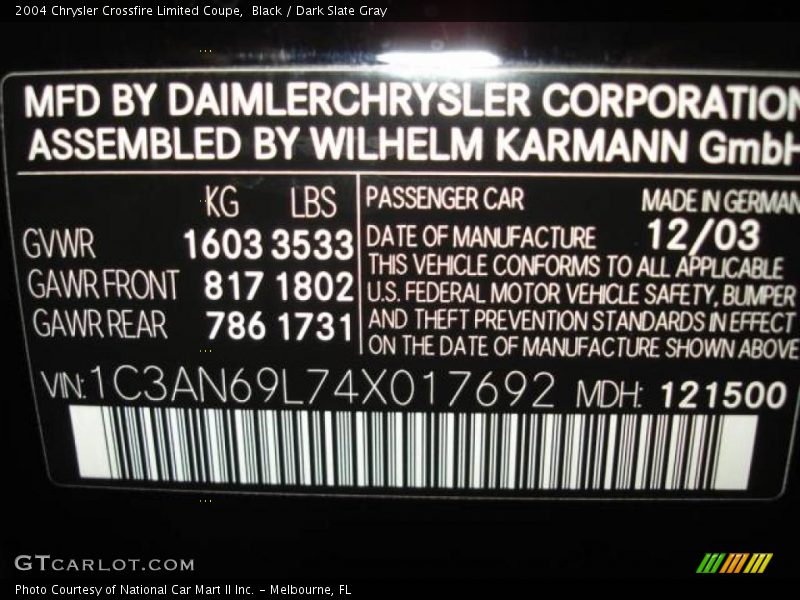 2004 Chrysler Crossfire Limited Coupe,  Black / Dark Slate Gray
MFD BY DAIMLERCHRYSLER CORPORATION
ASSEMBLED BY WILHELM KARMANN GmbH
KG LBS
GVWR 1603 3533
GAWR FRONT 817 1802
GAWR REAR 786 1731
PASSENGER CAR MADE IN GERMAN
DATE OF MANUFACTURE 12/03
THIS VEHICLE CONFORMS TO ALL APPLICABLE
U.S. FEDERAL MOTOR VEHICLE SAFETY, BUMPER
AND THEFT PREVENTION STANDARDS IN EFFECT
ON THE DATE OF MANUFACTURE SHOWN ABOVE
VIN: 1C3AN69L74X017692 MDH: 121500
GTCARLOT.COM
Photo Courtesy of National Car Mart II Inc. - Melbourne, FL